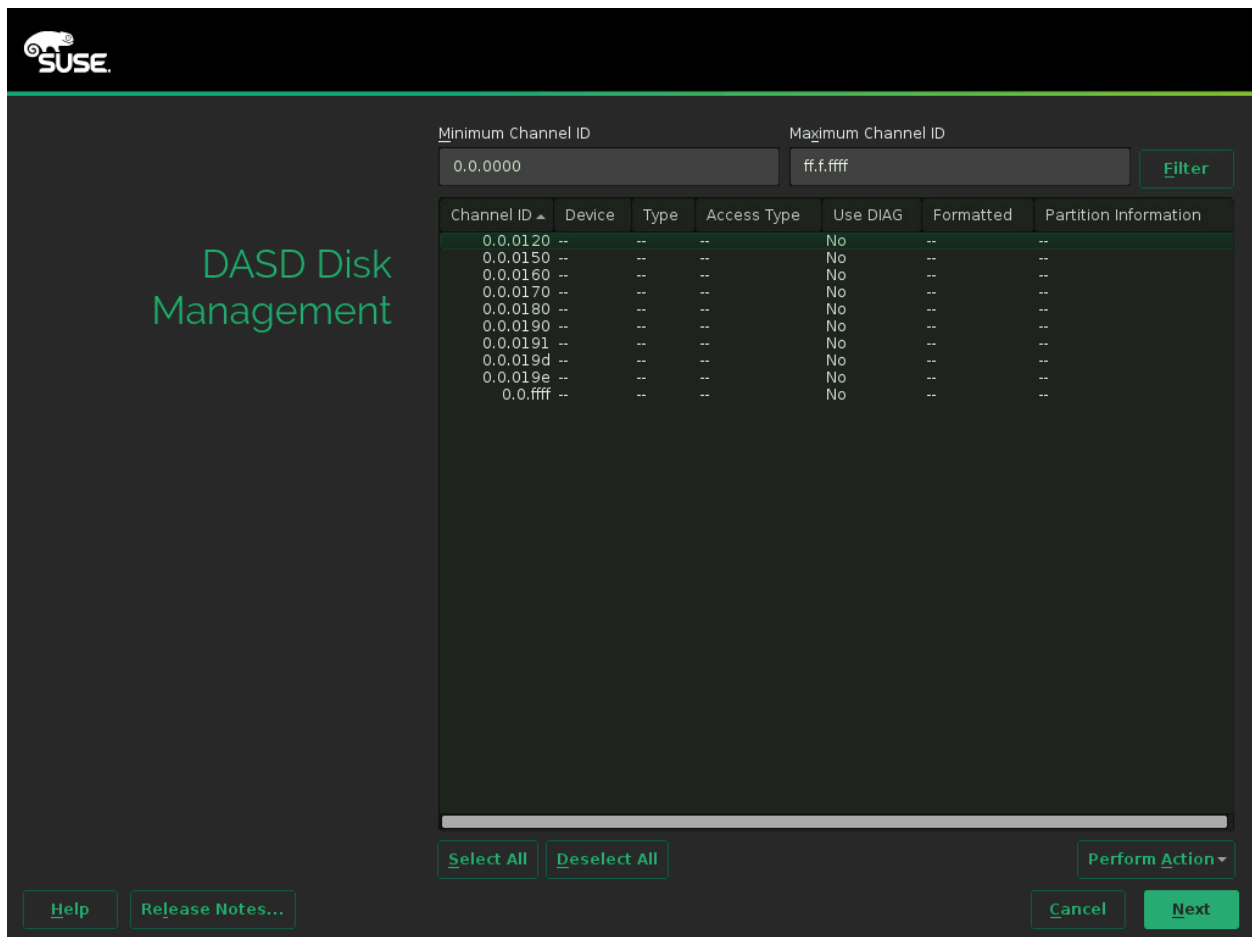 SUSE.
Minimum Channel ID Maximum Channel ID
0.0.0000 ff.f.ffff Filter
Channel ID Device Type Access Type Use DIAG Formatted Partition Information
DASD Disk
Management
0.0.0120 -- -- -- No -- --
0.0.0150 -- -- -- No -- --
0.0.0160 -- -- -- No -- --
0.0.0170 -- -- -- No -- --
0.0.0180 -- -- -- No -- --
0.0.0190 -- -- -- No -- --
0.0.0191 -- -- -- No -- --
0.0.019d -- -- -- No -- --
0.0.019e -- -- -- No -- --
0.0.ffff -- -- -- No -- --
Select All Deselect All Perform Action
Help Release Notes... Cancel Next